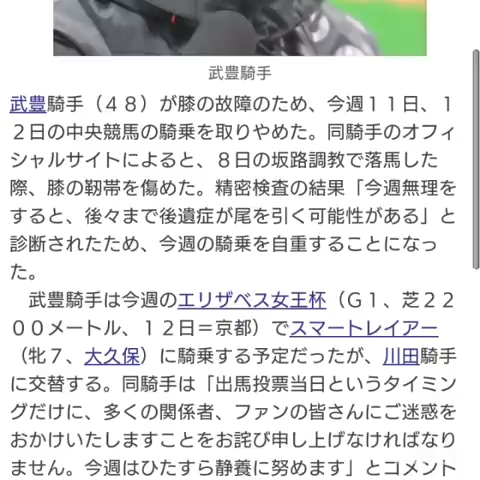 武豊騎手
武豊騎手（４８）が膝の故障のため、今週１１日、１
２日の中央競馬の騎乗を取りやめた。同騎手のオフィ
シャルサイトによると、８日の坂路調教で落馬した
際、膝の靱帯を傷めた。精密検査の結果「今週無理を
すると、後々まで後遺症が尾を引く可能性がある」と
診断されたため、今週の騎乗を自重することになっ
た。
　武豊騎手は今週のエリザベス女王杯（Ｇ１、芝２２
００メートル、１２日＝京都）でスマートレイアー
（牝７、大久保）に騎乗する予定だったが、川田騎手
に交替する。同騎手は「出馬投票当日というタイミン
グだけに、多くの関係者、ファンの皆さんにご迷惑を
おかけいたしますことをお詫び申し上げなければなり
ません。今週はひたすら静養に努めます」とコメント